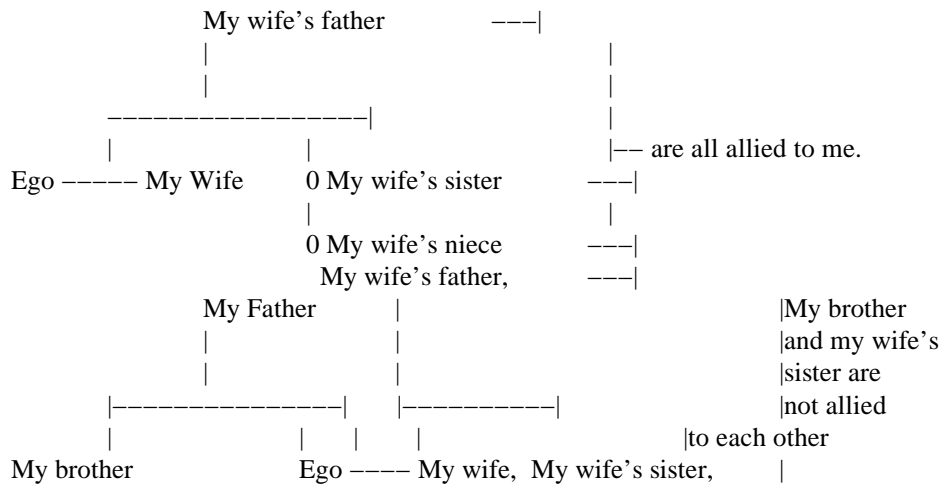 My wife's father −−−|
| |
| |
−−−−−−−−−−−−−−−−−| |
| | |−− are all allied to me.
Ego −−−−− My Wife 0 My wife's sister −−−|
| |
0 My wife's niece −−−|
My wife's father, −−−|
My Father | |My brother
| | |and my wife's
| | |sister are
|−−−−−−−−−−−−−−−| |−−−−−−−−−−| |not allied
| | | | |to each other
My brother Ego −−−− My wife, My wife's sister, |